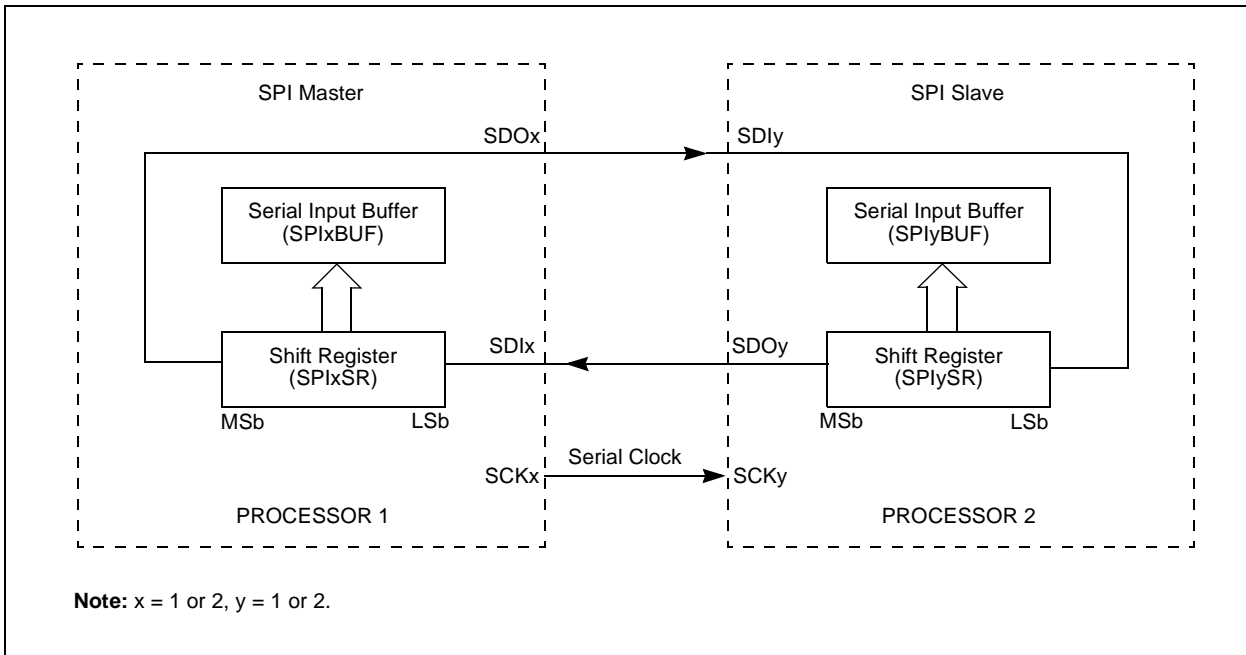 SPI Master
SPI Slave
SDOx
SDIy
Serial Input Buffer
(SPIxBUF)
Serial Input Buffer
(SPIyBUF)
SDIx
SDOy
Shift Register
(SPIxSR)
Shift Register
(SPIySR)
MSb
LSb
MSb
LSb
Serial Clock
SCKx
SCKy
PROCESSOR 1
PROCESSOR 2
Note: x = 1 or 2, y = 1 or 2.